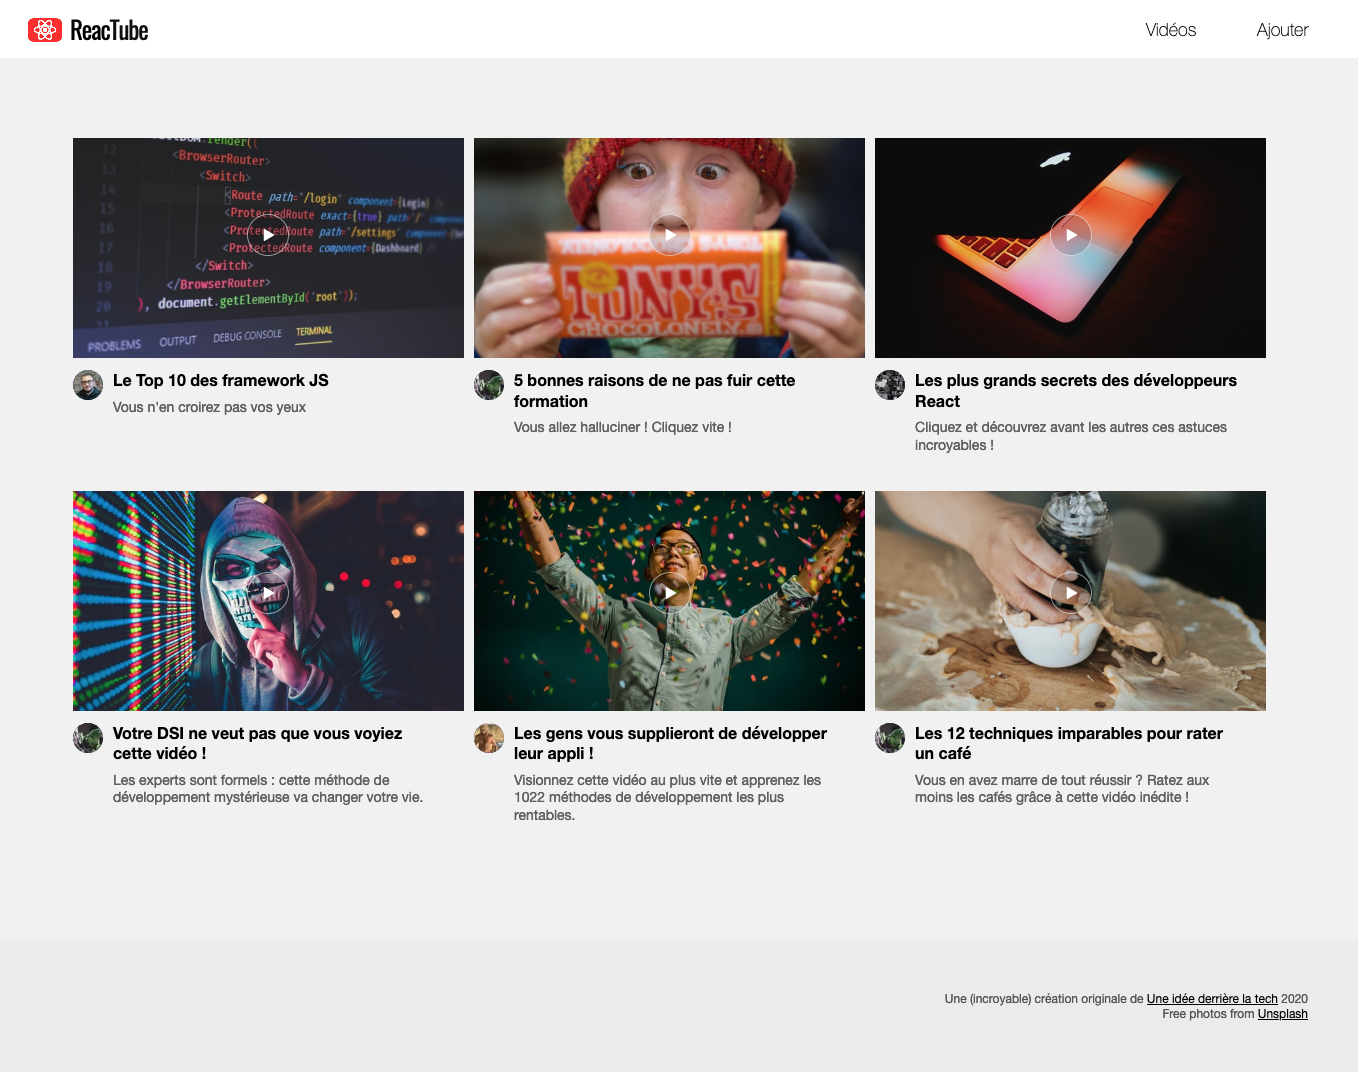 ReacTube
Vidéos
Ajouter
12
13
14
15
16
17
18
19
20
<BrowserRouter>
<Switch>
<Route path="/login" component={Login} />
<ProtectedRoute exact={true} path="/"
<ProtectedRoute path="/settings" component=
<ProtectedRoute component={Dashboard} />
</Switch>
</BrowserRouter>
), document.getElementById('root'));
PROBLEMS OUTPUT DEBUG CONSOLE TERMINAL
TONY'S
CHOCOLONELY
TONY'S CHOCOLONELY
Le Top 10 des framework JS
Vous n'en croirez pas vos yeux
5 bonnes raisons de ne pas fuir cette
formation
Vous allez halluciner ! Cliquez vite !
Les plus grands secrets des développeurs
React
Cliquez et découvrez avant les autres ces astuces
incroyables !
Votre DSI ne veut pas que vous voyiez
cette vidéo !
Les experts sont formels : cette méthode de
développement mystérieuse va changer votre vie.
Les gens vous supplieront de développer
leur appli !
Visionnez cette vidéo au plus vite et apprenez les
1022 méthodes de développement les plus
rentables.
Les 12 techniques imparables pour rater
un café
Vous en avez marre de tout réussir ? Ratez aux
moins les cafés grâce à cette vidéo inédite !
Une (incroyable) création originale de Une idée derrière la tech 2020
Free photos from Unsplash